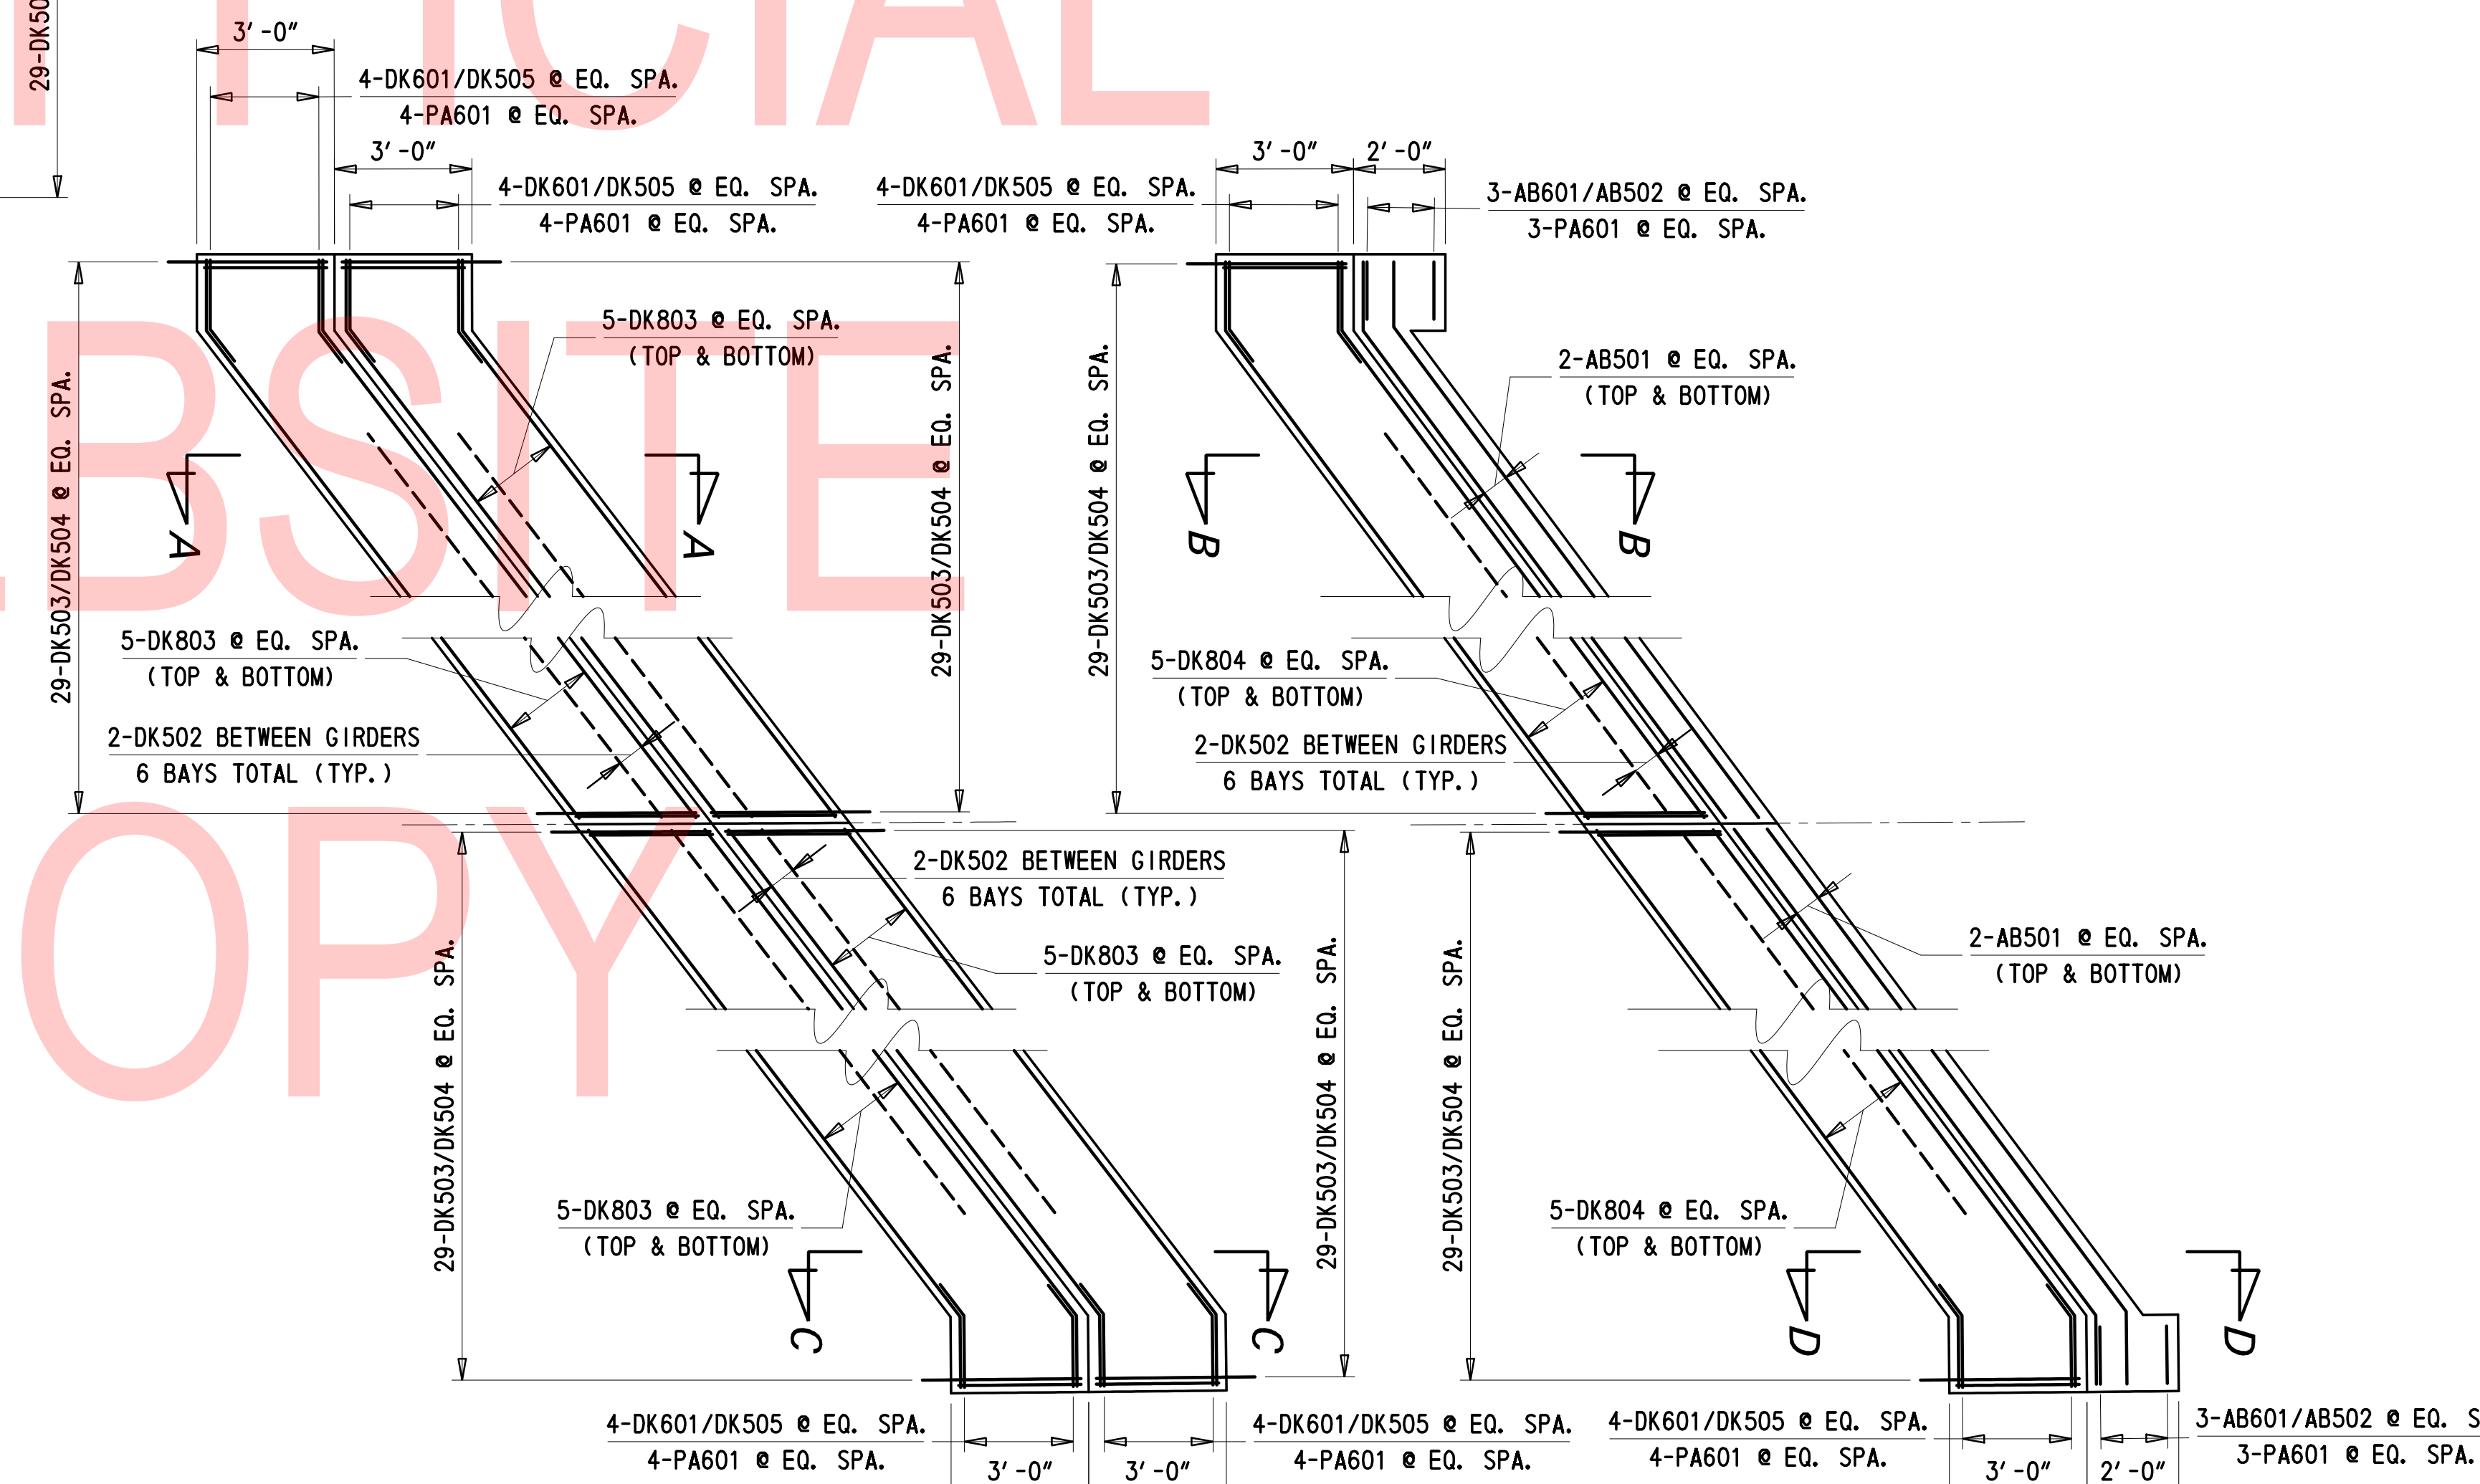 3'-0"
4-DK601/DK505 @ EQ. SPA.
4-PA601 @ EQ. SPA.
3'-0"
4-DK601/DK505 @ EQ. SPA.
4-PA601 @ EQ. SPA.
4-DK601/DK505 @ EQ. SPA.
4-PA601 @ EQ. SPA.
3'-0"
2'-0"
3-AB601/AB502 @ EQ. SPA.
3-PA601 @ EQ. SPA.
5-DK803 @ EQ. SPA.
(TOP & BOTTOM)
29-DK503/DK504 @ EQ. SPA.
29-DK503/DK504 @ EQ. SPA.
29-DK503/DK504 @ EQ. SPA.
2-AB501 @ EQ. SPA.
(TOP & BOTTOM)
A
A
B
B
BSITE
5-DK803 @ EQ. SPA.
(TOP & BOTTOM)
2-DK502 BETWEEN GIRDERS
6 BAYS TOTAL (TYP.)
5-DK804 @ EQ. SPA.
(TOP & BOTTOM)
2-DK502 BETWEEN GIRDERS
6 BAYS TOTAL (TYP.)
OPY
2-DK502 BETWEEN GIRDERS
6 BAYS TOTAL (TYP.)
5-DK803 @ EQ. SPA.
(TOP & BOTTOM)
2-AB501 @ EQ. SPA.
(TOP & BOTTOM)
29-DK503/DK504 @ EQ. SPA.
29-DK503/DK504 @ EQ. SPA.
29-DK503/DK504 @ EQ. SPA.
5-DK803 @ EQ. SPA.
(TOP & BOTTOM)
5-DK804 @ EQ. SPA.
(TOP & BOTTOM)
C
C
D
D
4-DK601/DK505 @ EQ. SPA.
4-PA601 @ EQ. SPA.
3'-0"
3'-0"
4-DK601/DK505 @ EQ. SPA.
4-PA601 @ EQ. SPA.
4-DK601/DK505 @ EQ. SPA.
4-PA601 @ EQ. SPA.
3'-0"
2'-0"
3-AB601/AB502 @ EQ.
3-PA601 @ EQ. SPA.